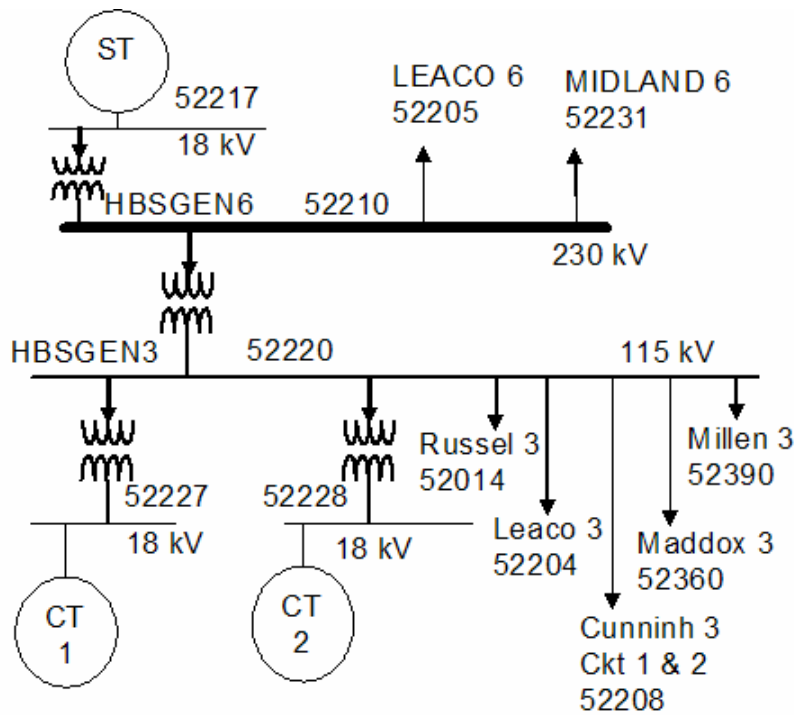 ST
52217
18 kV
LEACO 6
52205
MIDLAND 6
52231
HBSGEN6
52210
230 kV
HBSGEN3
52220
115 kV
52227
18 kV
52228
18 kV
Russel 3
52014
Leaco 3
52204
Millen 3
52390
Maddox 3
52360
Cunninh 3
Ckt 1 & 2
52208
CT
1
CT
2